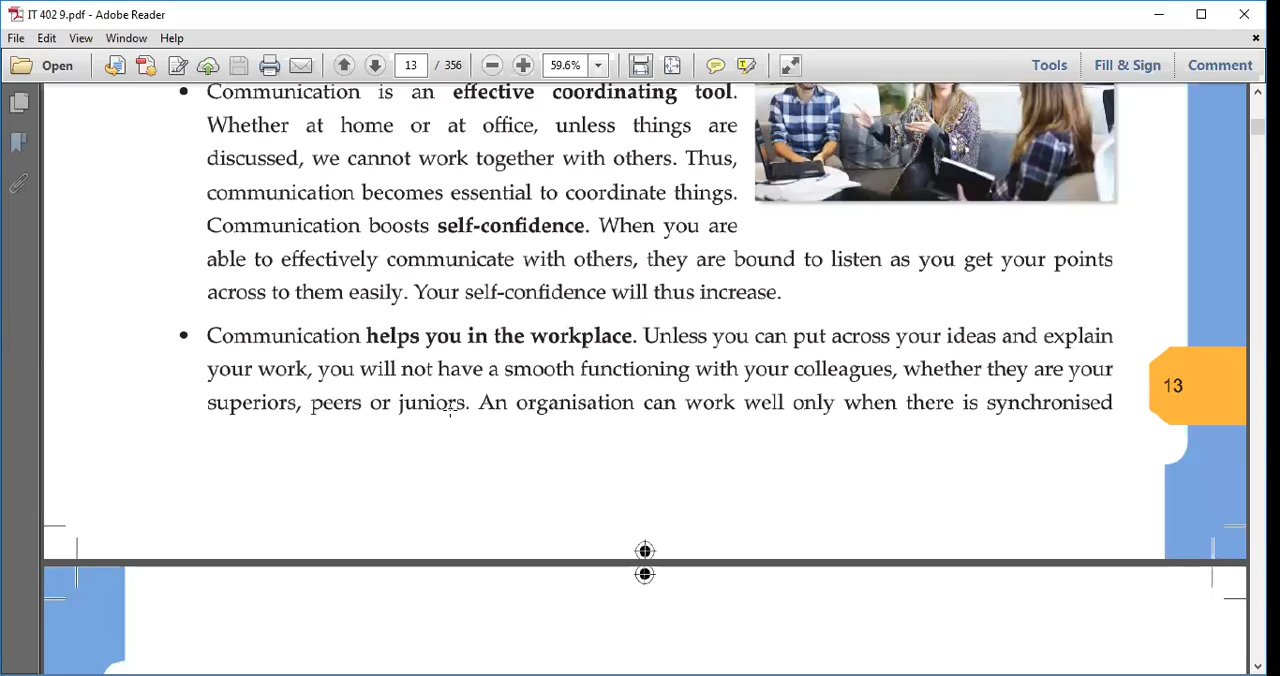 IT 402 9.pdf - Adobe Reader
File Edit View Window Help
Open 13 / 356 59.6% Tools Fill & Sign Comment
• Communication is an effective coordinating tool.
Whether at home or at office, unless things are
discussed, we cannot work together with others. Thus,
communication becomes essential to coordinate things.
Communication boosts self-confidence. When you are
able to effectively communicate with others, they are bound to listen as you get your points
across to them easily. Your self-confidence will thus increase.
• Communication helps you in the workplace. Unless you can put across your ideas and explain
your work, you will not have a smooth functioning with your colleagues, whether they are your
superiors, peers or juniors. An organisation can work well only when there is synchronised
13